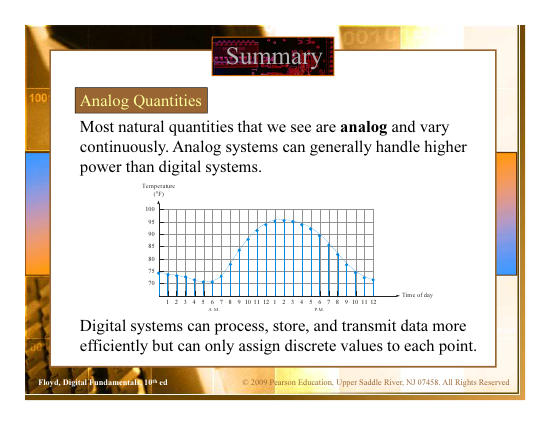 Summary
Analog Quantities
Most natural quantities that we see are analog and vary
continuously. Analog systems can generally handle higher
power than digital systems.
Temperature
(°F)
100
95
90
85
80
75
70
1 2 3 4 5 6 7 8 9 10 11 12 1 2 3 4 5 6 7 8 9 10 11 12
Time of day
A.M.
P.M.
Digital systems can process, store, and transmit data more
efficiently but can only assign discrete values to each point.
Floyd, Digital Fundamentals, 10th ed
© 2009 Pearson Education, Upper Saddle River, NJ 07458. All Rights Reserved